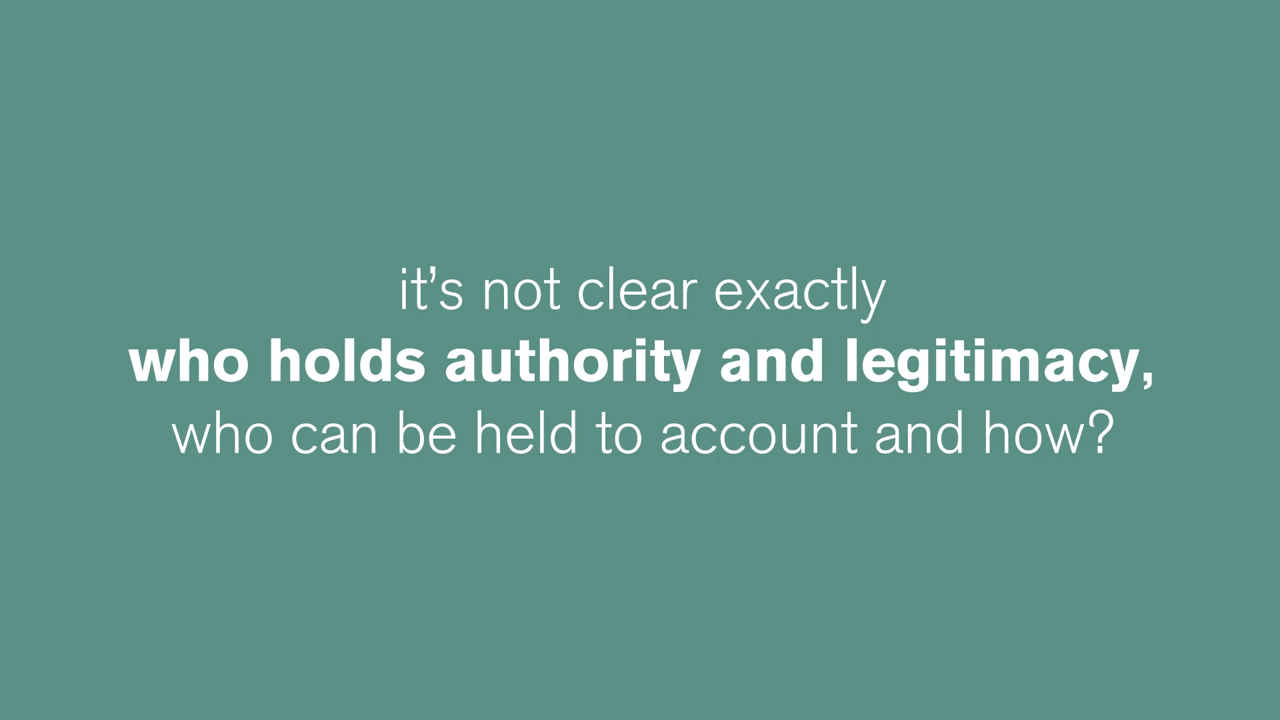 it’s not clear exactly
who holds authority and legitimacy,
who can be held to account and how?